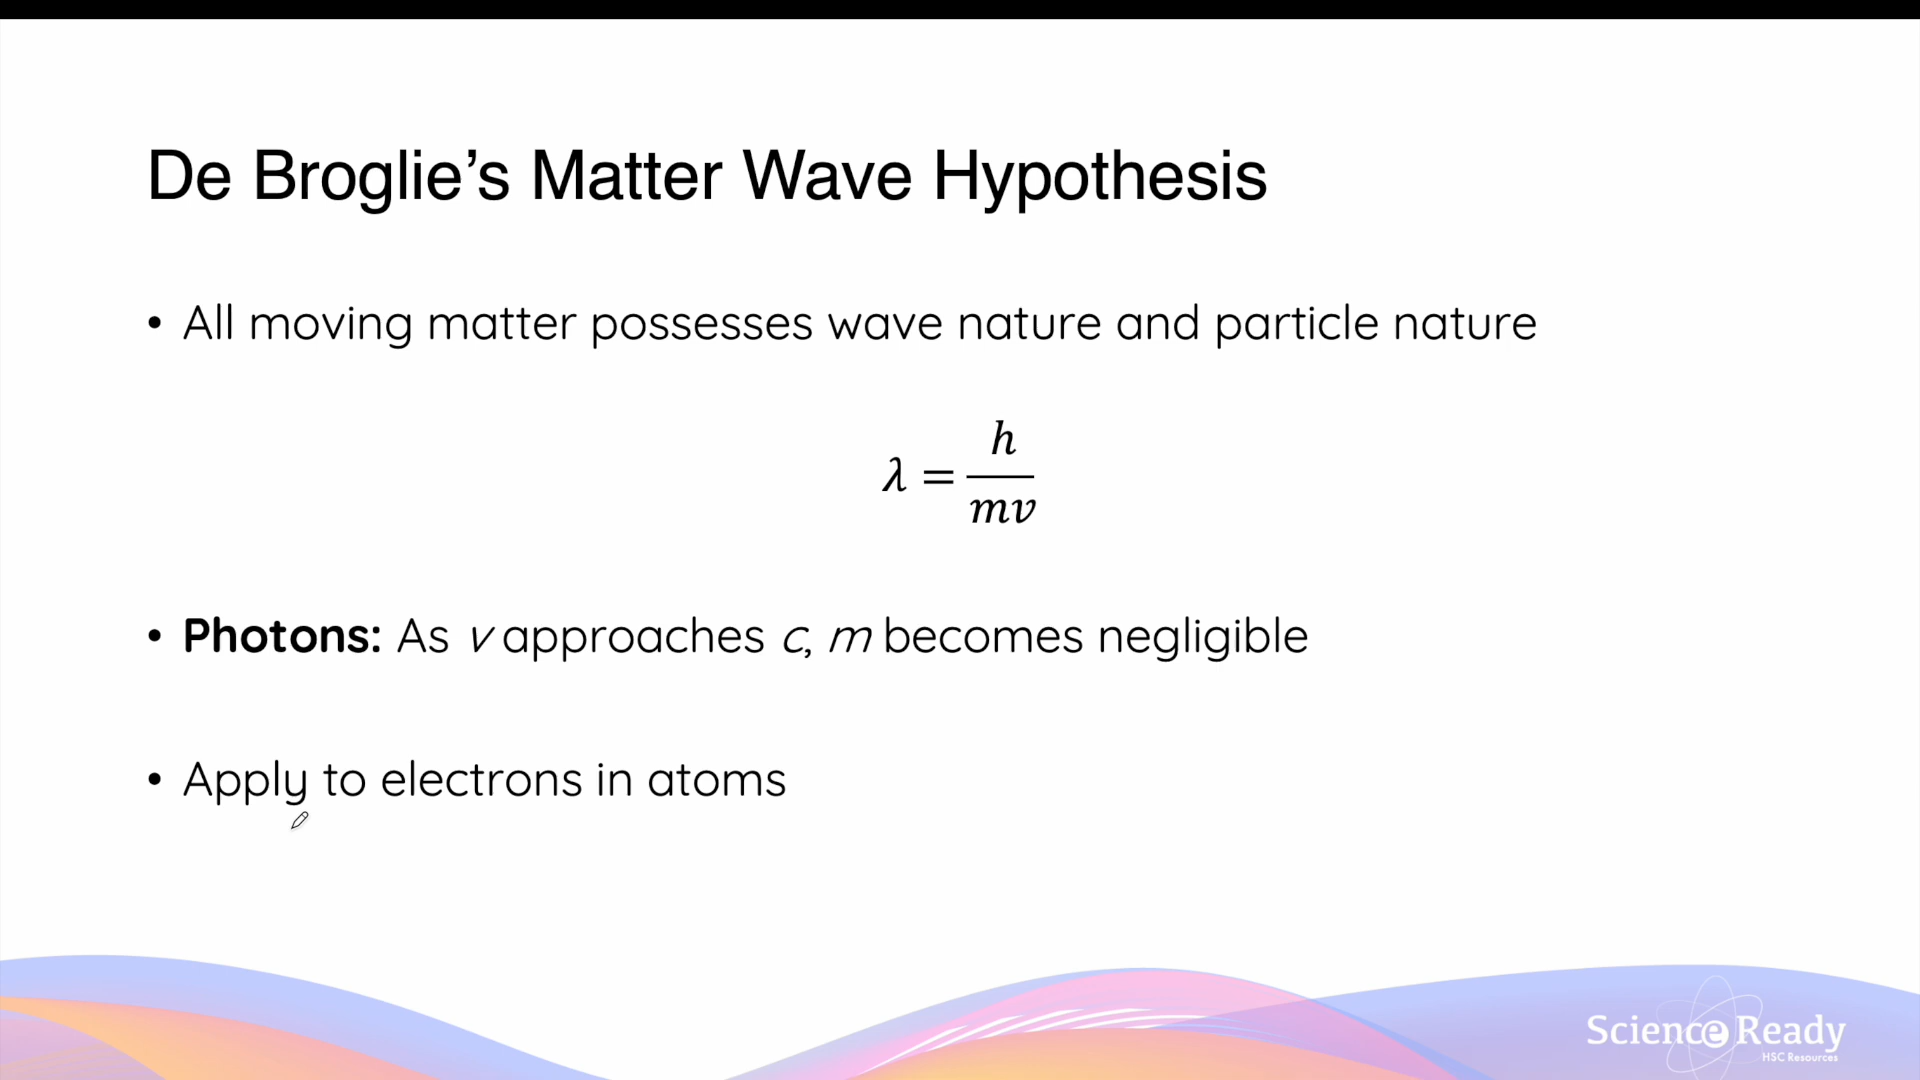 De Broglie’s Matter Wave Hypothesis
• All moving matter possesses wave nature and particle nature
λ = h/mv
• Photons: As v approaches c, m becomes negligible
• Apply to electrons in atoms
Science Ready
HSC Resources